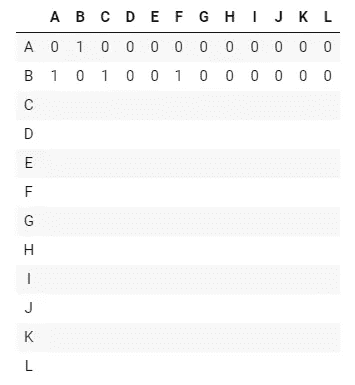 A B C D E F G H I J K L
A 0 1 0 0 0 0 0 0 0 0 0 0
B 1 0 1 0 0 1 0 0 0 0 0 0
C
D
E
F
G
H
I
J
K
L